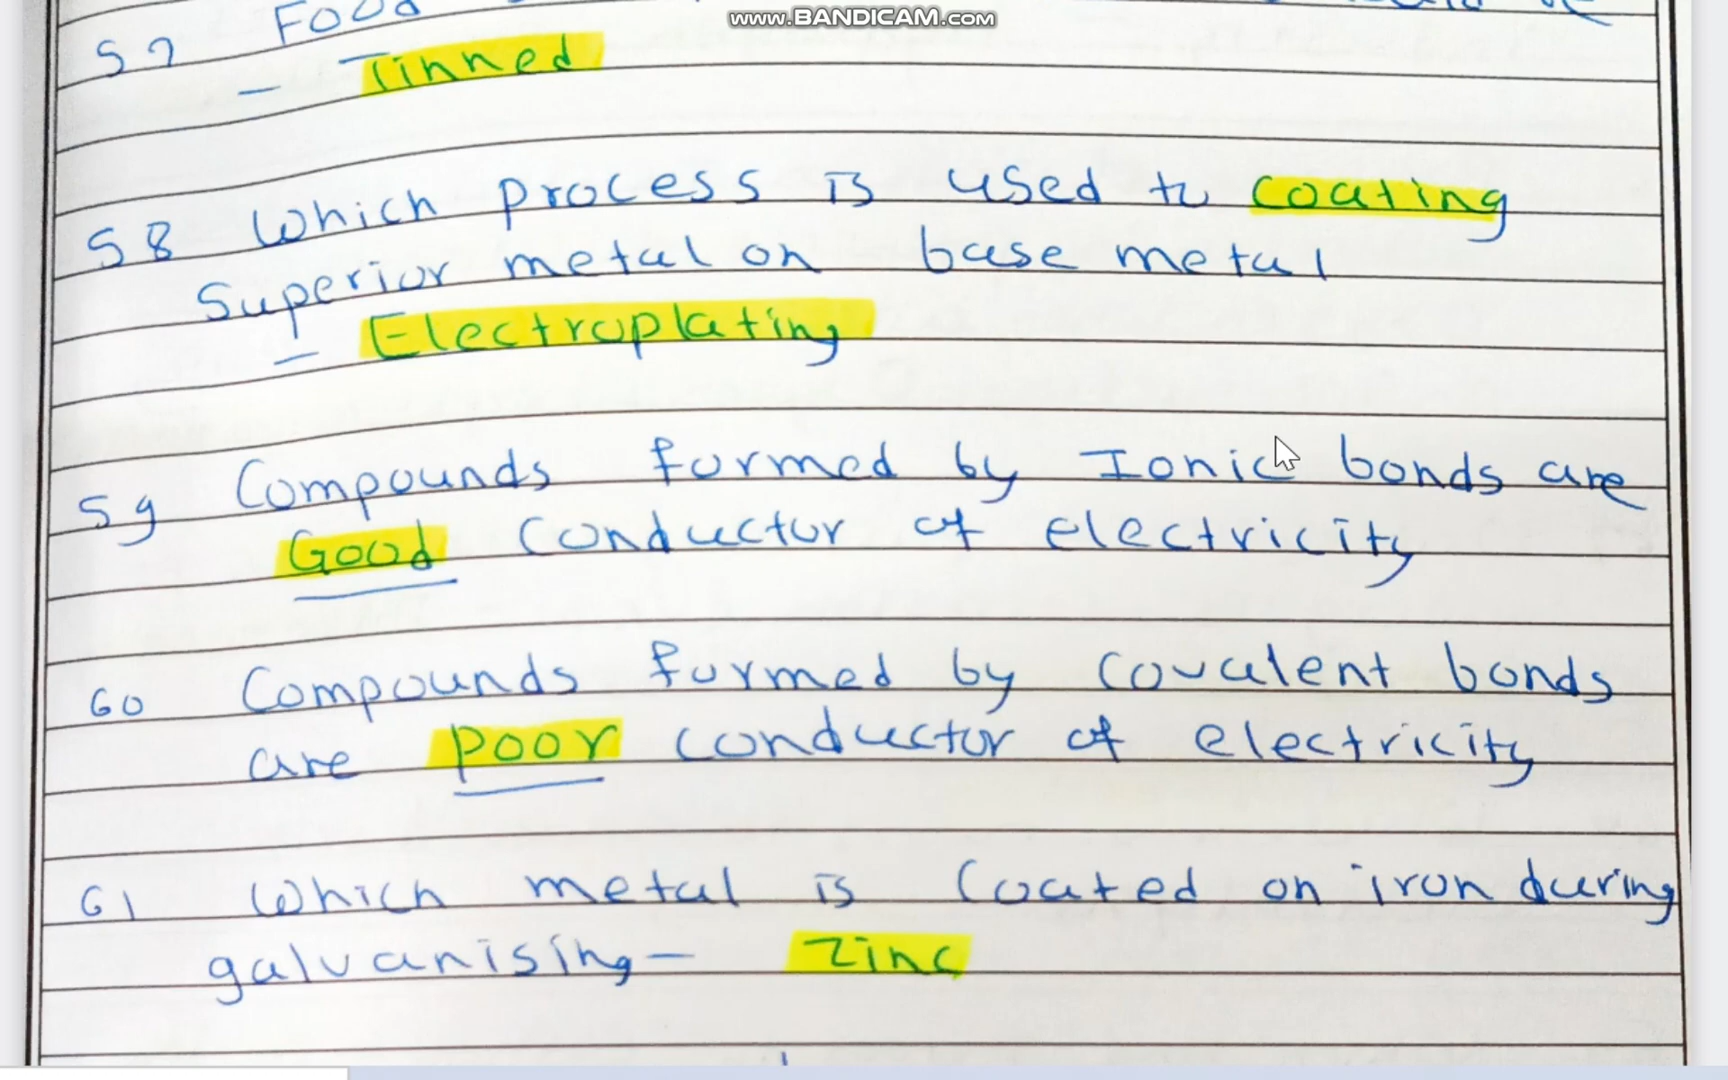 www.BANDICAM.com
57 Food
- Tinned
58 Which process is used to coating
superior metal on base metal
- Electroplating
59 Compounds formed by Ionic bonds are
Good conductor of electricity
60 Compounds formed by covalent bonds
are poor conductor of electricity
61 Which metal is coated on iron during
galvanising- Zinc